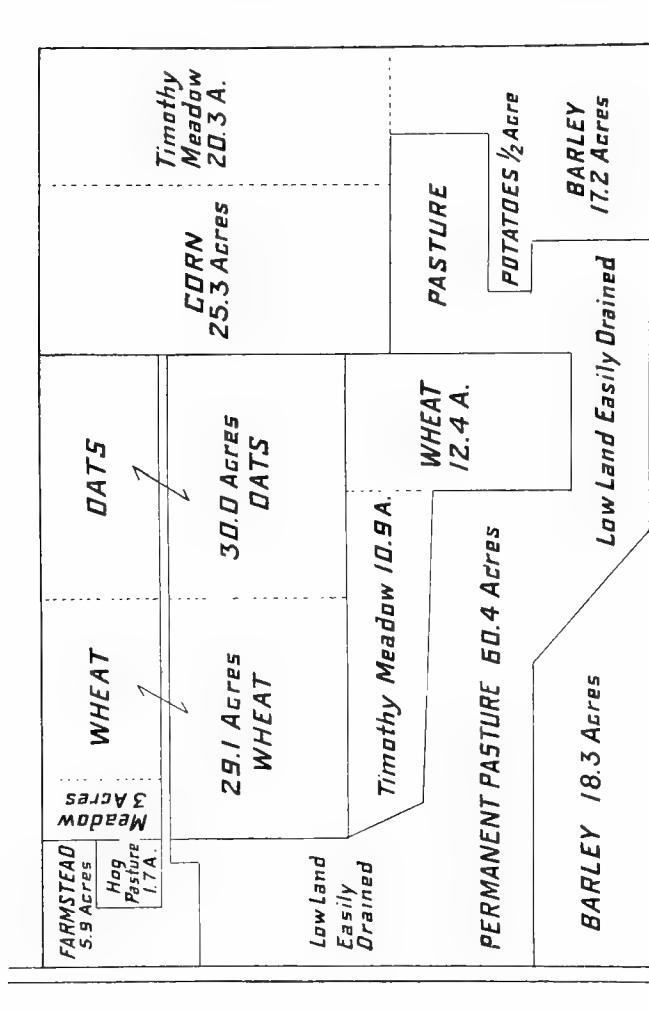 FARMSTEAD
5.9 Acres
Hog
Pasture
1.7 A.
Meadow
3 Acres
WHEAT
OATS
29.1 Acres
WHEAT
30.0 Acres
OATS
CORN
25.3 Acres
Timothy
Meadow
20.3 A.
Low Land
Easily
Drained
Timothy Meadow 10.9 A.
WHEAT
12.4 A.
PASTURE
POTATOES 1/2 Acre
BARLEY
17.2 Acres
PERMANENT PASTURE 60.4 Acres
Low Land Easily Drained
BARLEY 18.3 Acres